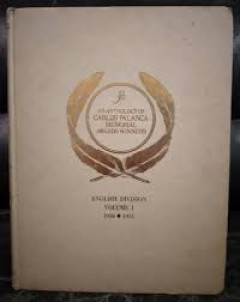 AN ANTHOLOGY OF
CARLOS PALANCA
MEMORIAL
AWARDS WINNERS
ENGLISH DIVISION
VOLUME I